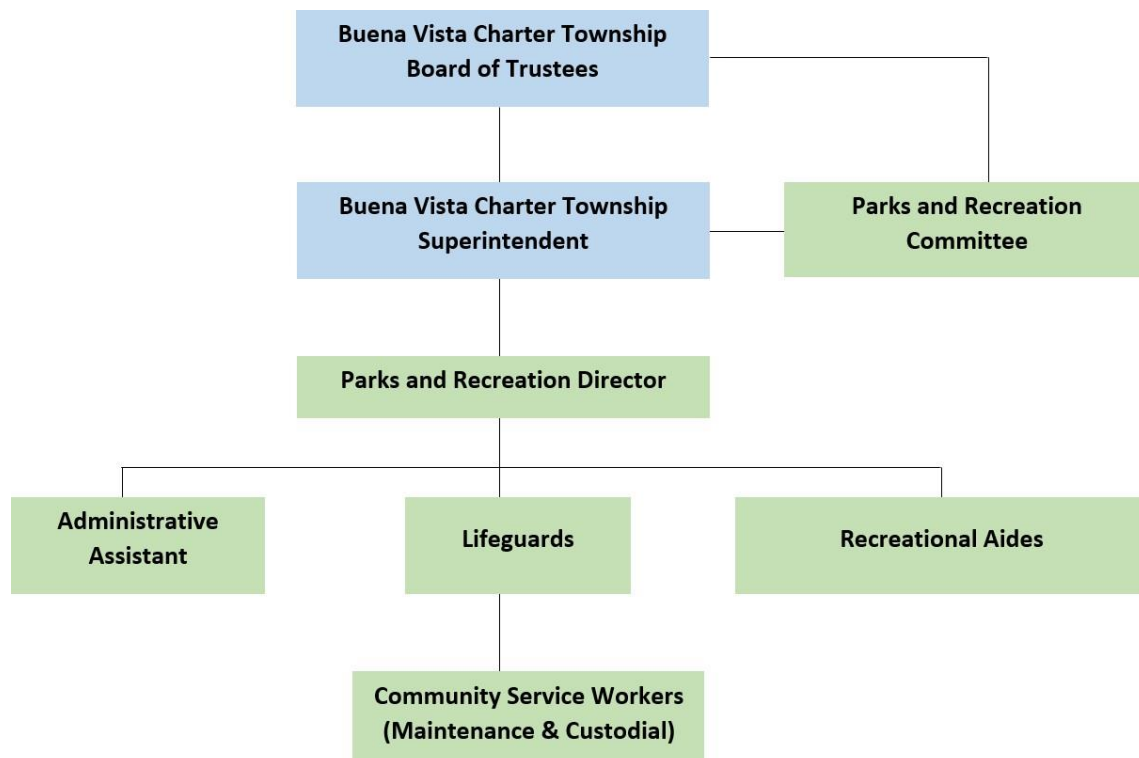 Buena Vista Charter Township
Board of Trustees
Buena Vista Charter Township
Superintendent
Parks and Recreation
Committee
Parks and Recreation Director
Administrative
Assistant
Lifeguards
Recreational Aides
Community Service Workers
(Maintenance & Custodial)